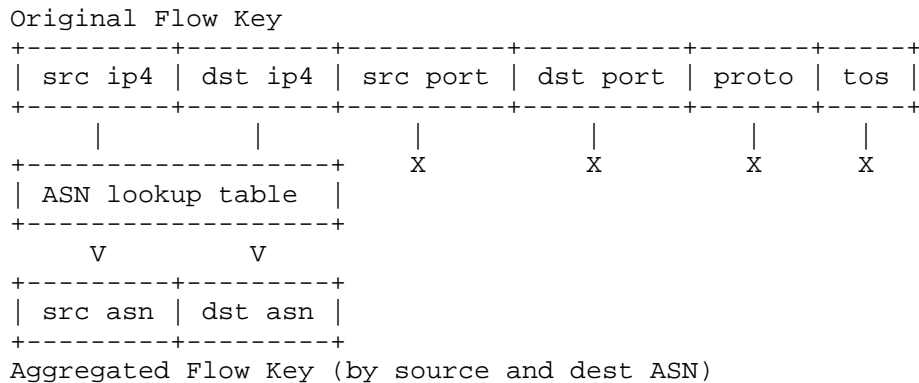 Original Flow Key
+---------+---------+----------+----------+-------+-----+
| src ip4 | dst ip4 | src port | dst port | proto | tos |
+---------+---------+----------+----------+-------+-----+
     |         |         |          |         |      |
+-------------------+    X          X         X      X
| ASN lookup table  |
+-------------------+
     V         V
+---------+---------+
| src asn | dst asn |
+---------+---------+
Aggregated Flow Key (by source and dest ASN)